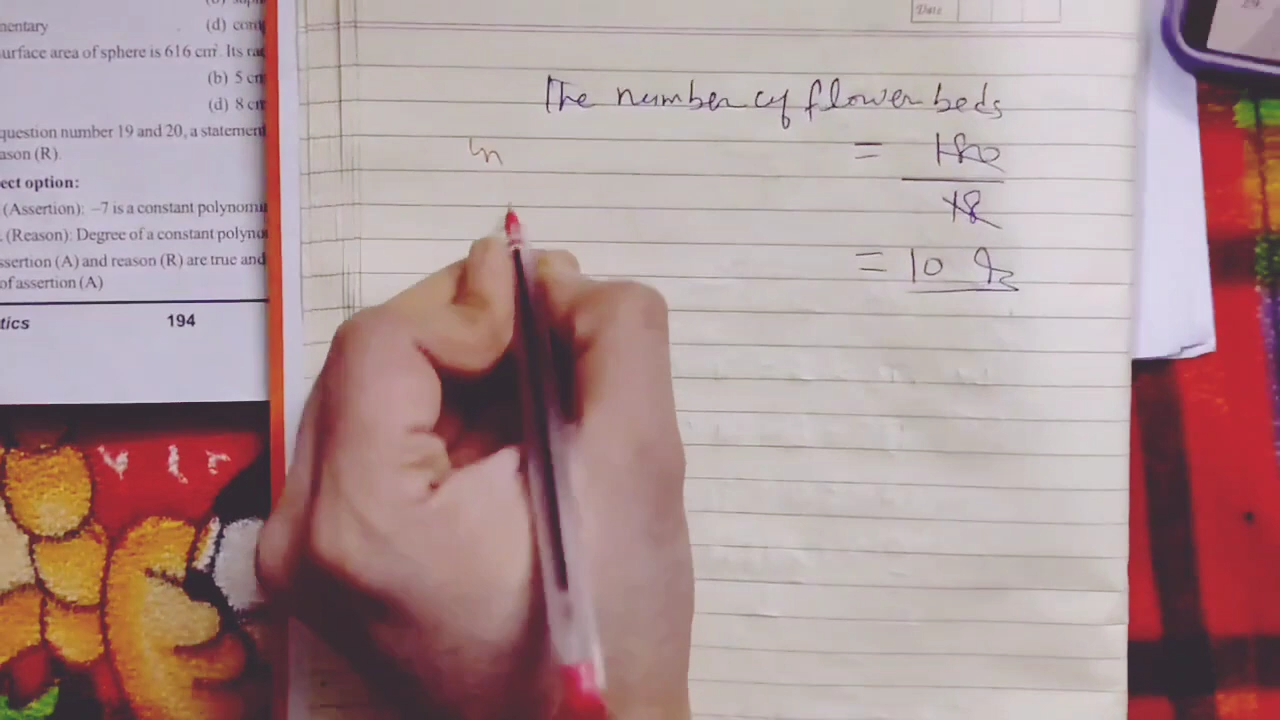 mentary
(d) com
urface area of sphere is 616 cm². Its ra
(b) 5 cm
(d) 8 cm
question number 19 and 20, a statement
ason (R).
ect option:
(Assertion): –7 is a constant polynom
(Reason): Degree of a constant polyno
ssertion (A) and reason (R) are true and
of assertion (A)
tics 194
Date
The number of flower beds
= 180
18
= 10
In